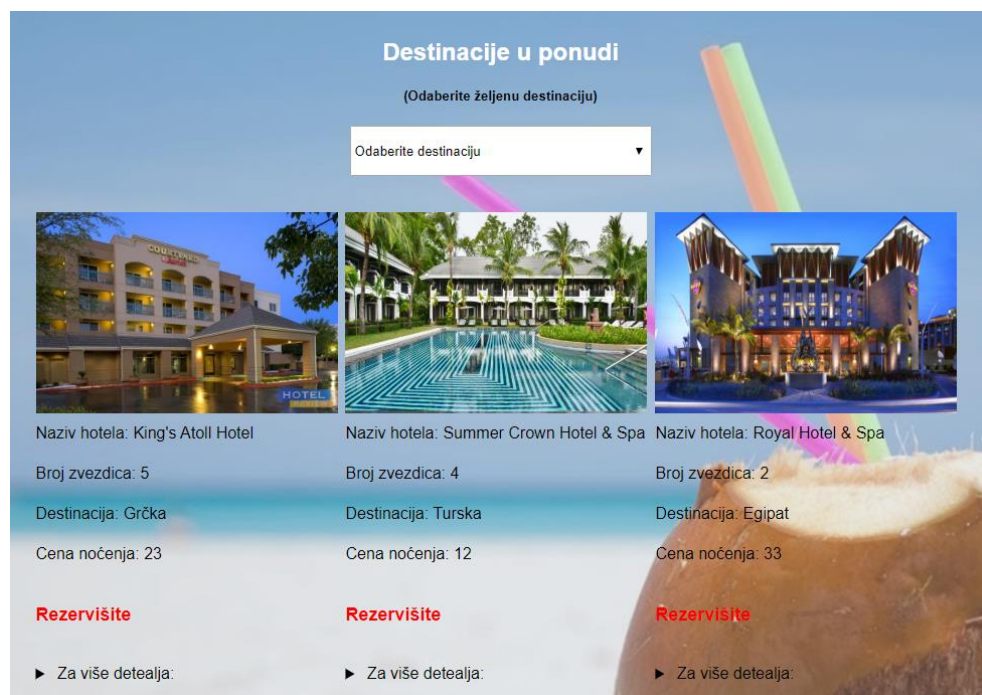 Destinacije u ponudi
(Odaberite željenu destinaciju)
Odaberite destinaciju
COURTYARD
HOTEL
Naziv hotela: King's Atoll Hotel
Broj zvezdica: 5
Destinacija: Grčka
Cena noćenja: 23
Rezervišite
Za više detealja:
Naziv hotela: Summer Crown Hotel & Spa
Broj zvezdica: 4
Destinacija: Turska
Cena noćenja: 12
Rezervišite
Za više detealja:
Naziv hotela: Royal Hotel & Spa
Broj zvezdica: 2
Destinacija: Egipat
Cena noćenja: 33
Rezervišite
Za više detealja: